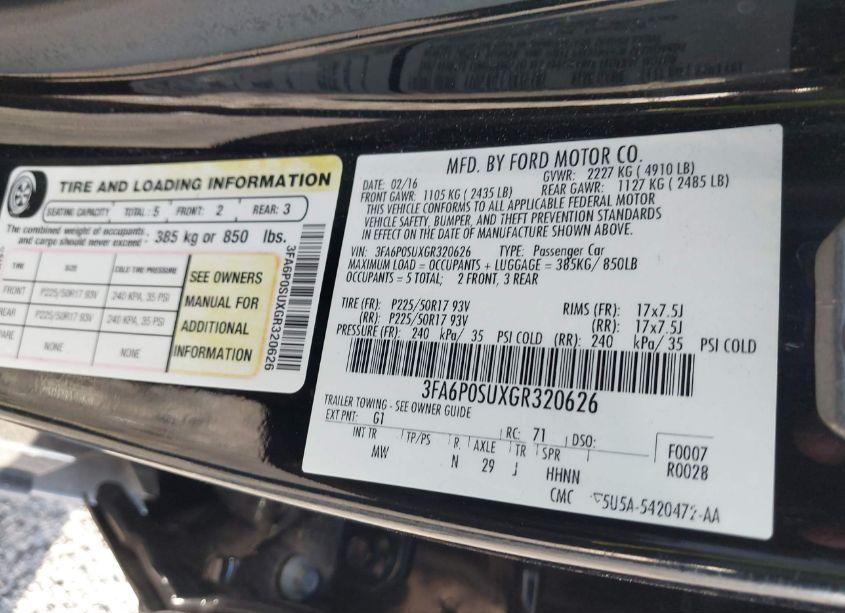 TIRE AND LOADING INFORMATION
SEATING CAPACITY TOTAL : 5 FRONT: 2 REAR: 3
The combined weight of occupants
and cargo should never exceed 385 kg or 850 lbs.
TIRE SIZE COLD TIRE PRESSURE
FRONT P225/50R17 93V 240 KPA, 35 PSI
REAR P225/50R17 93V 240 KPA, 35 PSI
SPARE NONE NONE
SEE OWNERS
MANUAL FOR
ADDITIONAL
INFORMATION
3FA6P0SUXGR320626
MFD. BY FORD MOTOR CO.
DATE: 02/16 GVWR: 2227 KG ( 4910 LB)
FRONT GAWR: 1105 KG ( 2435 LB) REAR GAWR: 1127 KG ( 2485 LB)
THIS VEHICLE CONFORMS TO ALL APPLICABLE FEDERAL MOTOR
VEHICLE SAFETY, BUMPER, AND THEFT PREVENTION STANDARDS
IN EFFECT ON THE DATE OF MANUFACTURE SHOWN ABOVE.
VIN: 3FA6P0SUXGR320626 TYPE: Passenger Car
MAXIMUM LOAD = OCCUPANTS + LUGGAGE = 385KG/ 850LB
OCCUPANTS = 5 TOTAL; 2 FRONT, 3 REAR
TIRE (FR): P225/50R17 93V RIMS (FR): 17x7.5J
(RR): P225/50R17 93V (RR): 17x7.5J
PRESSURE (FR): 240 kPa/ 35 PSI COLD (RR): 240 kPa/ 35 PSI COLD
3FA6P0SUXGR320626
TRAILER TOWING - SEE OWNER GUIDE
EXT PNT: G1 RC: 71 DSO: F0007
INT TR TP/PS R AXLE TR SPR R0028
MW N 29 J HHNN
CMC 5U5A-5420472-AA